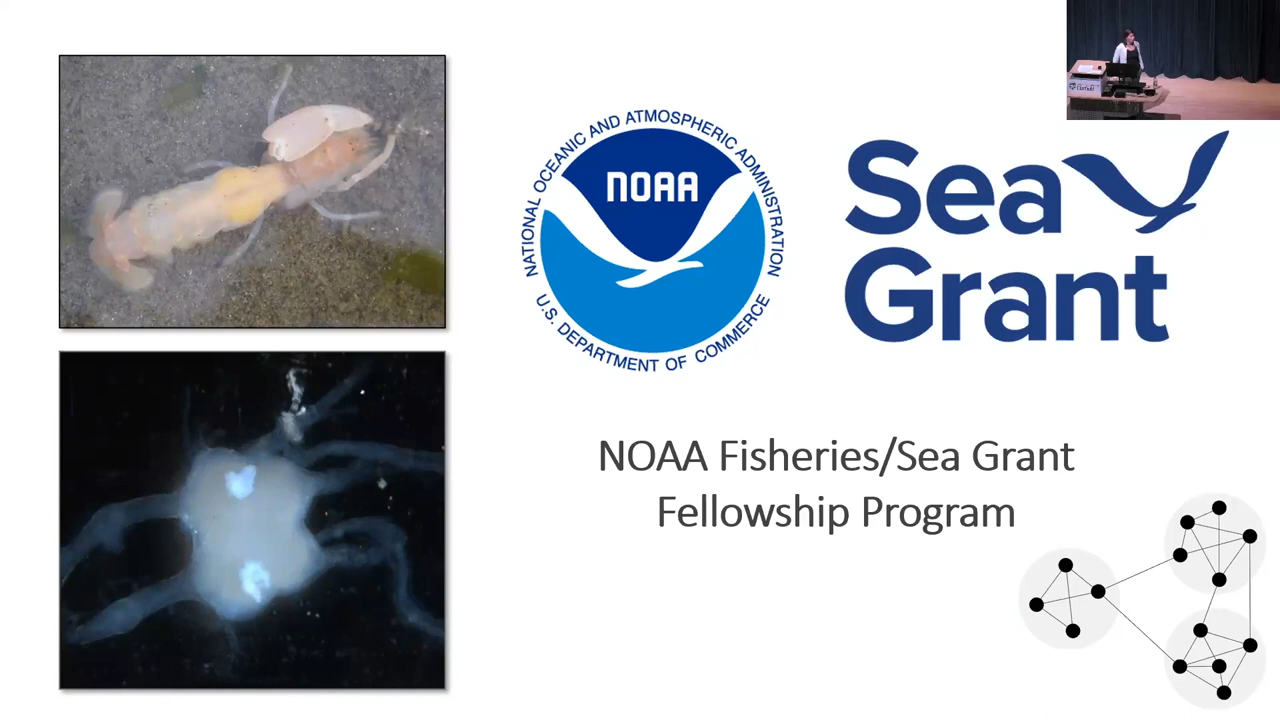 NATIONAL OCEANIC AND ATMOSPHERIC ADMINISTRATION
NOAA
U.S. DEPARTMENT OF COMMERCE
Sea
Grant
NOAA Fisheries/Sea Grant
Fellowship Program